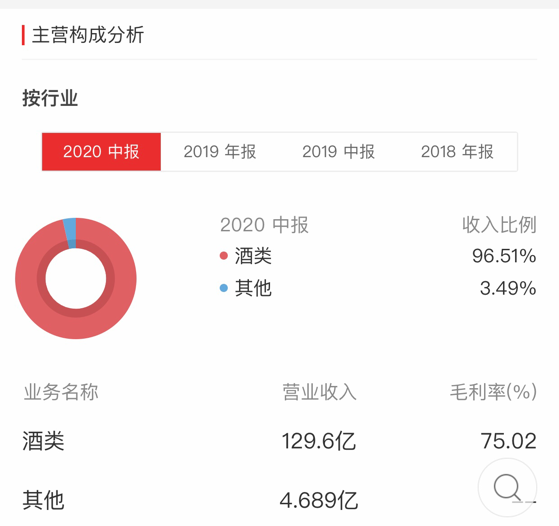 主营构成分析
按行业
2020 中报 2019 年报 2019 中报 2018 年报
2020 中报 收入比例
酒类 96.51%
其他 3.49%
业务名称 营业收入 毛利率(%)
酒类 129.6亿 75.02
其他 4.689亿 --